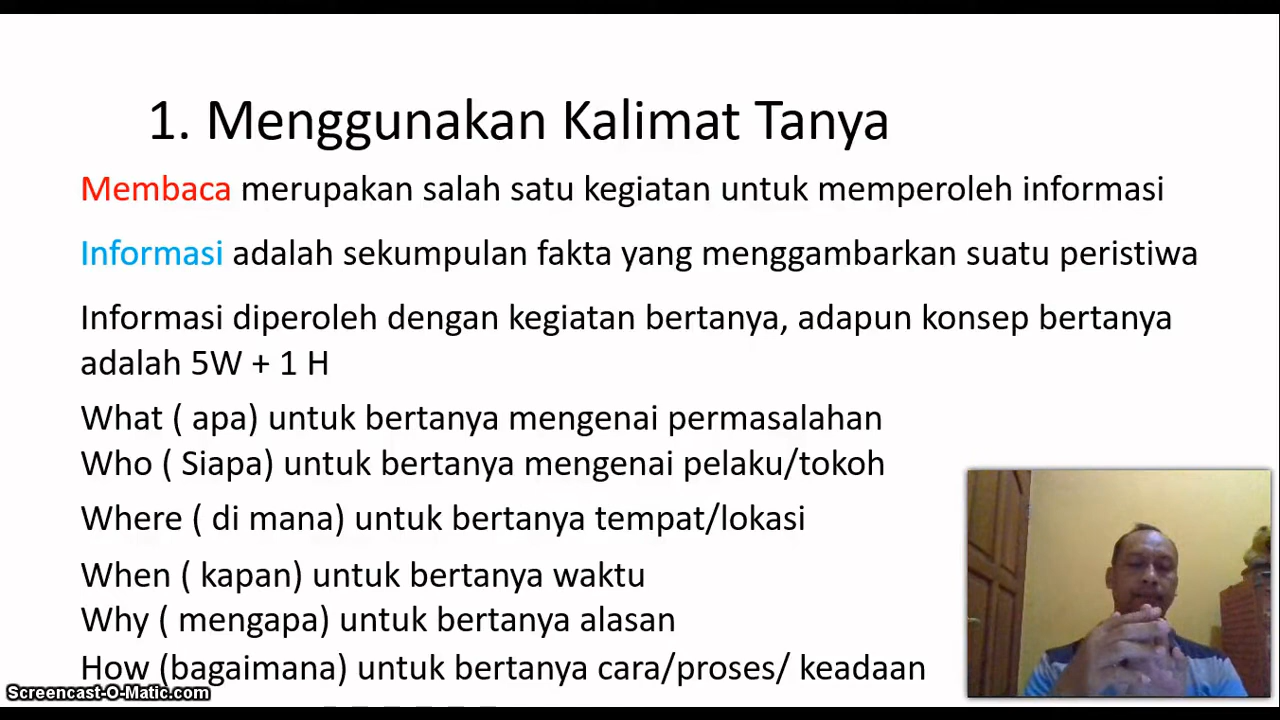 1. Menggunakan Kalimat Tanya
Membaca merupakan salah satu kegiatan untuk memperoleh informasi
Informasi adalah sekumpulan fakta yang menggambarkan suatu peristiwa
Informasi diperoleh dengan kegiatan bertanya, adapun konsep bertanya
adalah 5W + 1 H
What ( apa) untuk bertanya mengenai permasalahan
Who ( Siapa) untuk bertanya mengenai pelaku/tokoh
Where ( di mana) untuk bertanya tempat/lokasi
When ( kapan) untuk bertanya waktu
Why ( mengapa) untuk bertanya alasan
How (bagaimana) untuk bertanya cara/proses/ keadaan
Screencast-O-Matic.com